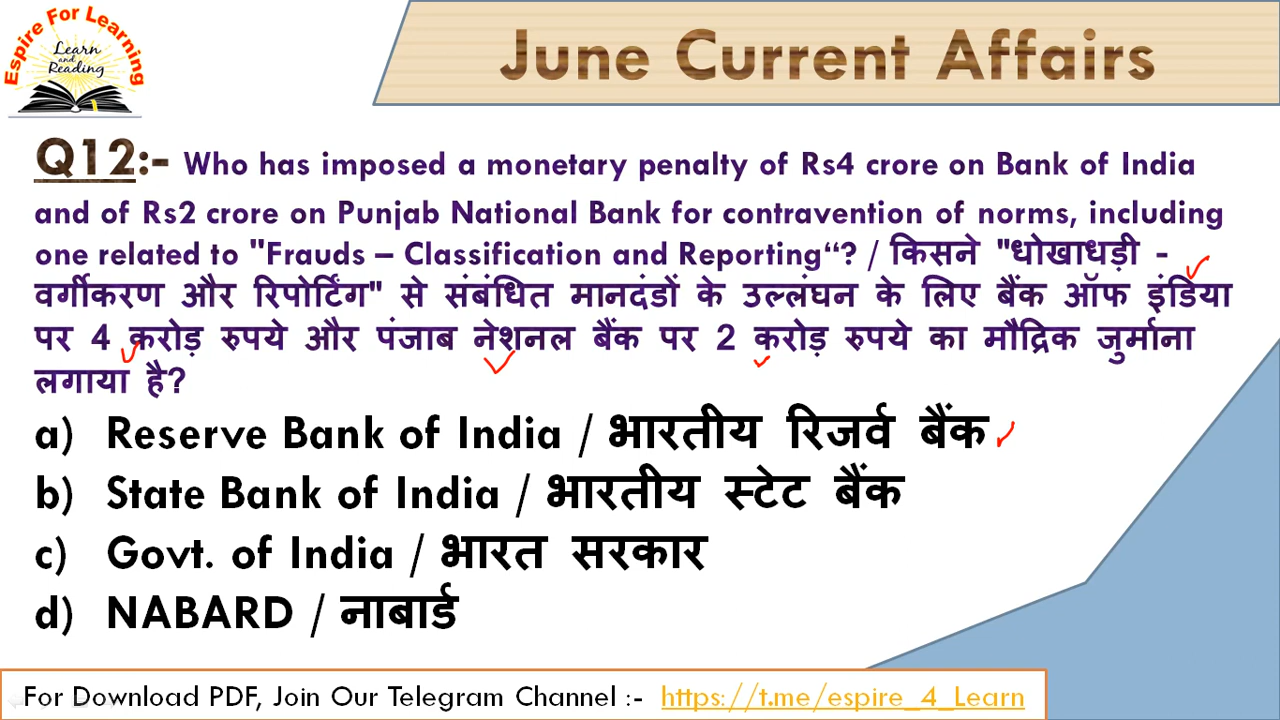 Espire For Learning
Learn
and
Reading
June Current Affairs
Q12:- Who has imposed a monetary penalty of Rs4 crore on Bank of India
and of Rs2 crore on Punjab National Bank for contravention of norms, including
one related to "Frauds – Classification and Reporting“? / किसने "धोखाधड़ी -
वर्गीकरण और रिपोर्टिंग" से संबंधित मानदंडों के उल्लंघन के लिए बैंक ऑफ इंडिया
पर 4 करोड़ रुपये और पंजाब नेशनल बैंक पर 2 करोड़ रुपये का मौद्रिक जुर्माना
लगाया है?
a) Reserve Bank of India / भारतीय रिजर्व बैंक
b) State Bank of India / भारतीय स्टेट बैंक
c) Govt. of India / भारत सरकार
d) NABARD / नाबार्ड
For Download PDF, Join Our Telegram Channel :- https://t.me/espire_4_Learn